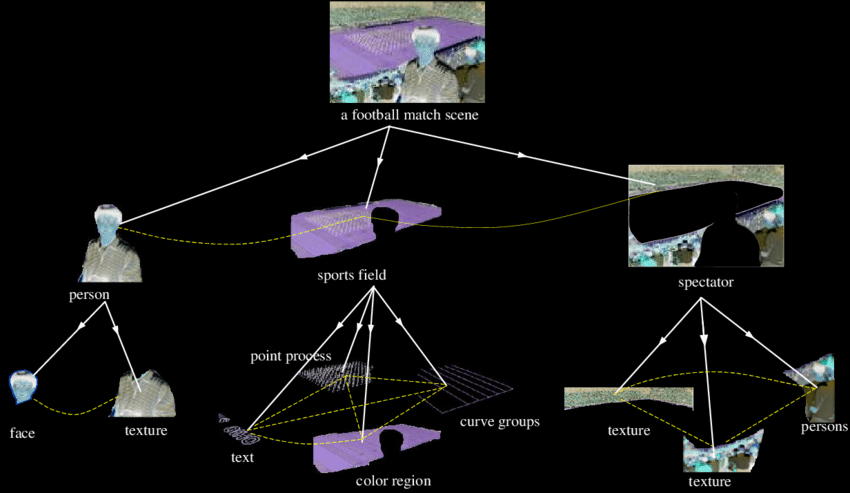 a football match scene
sports field
spectator
person
point process
curve groups
face
texture
text
color region
texture
persons
texture